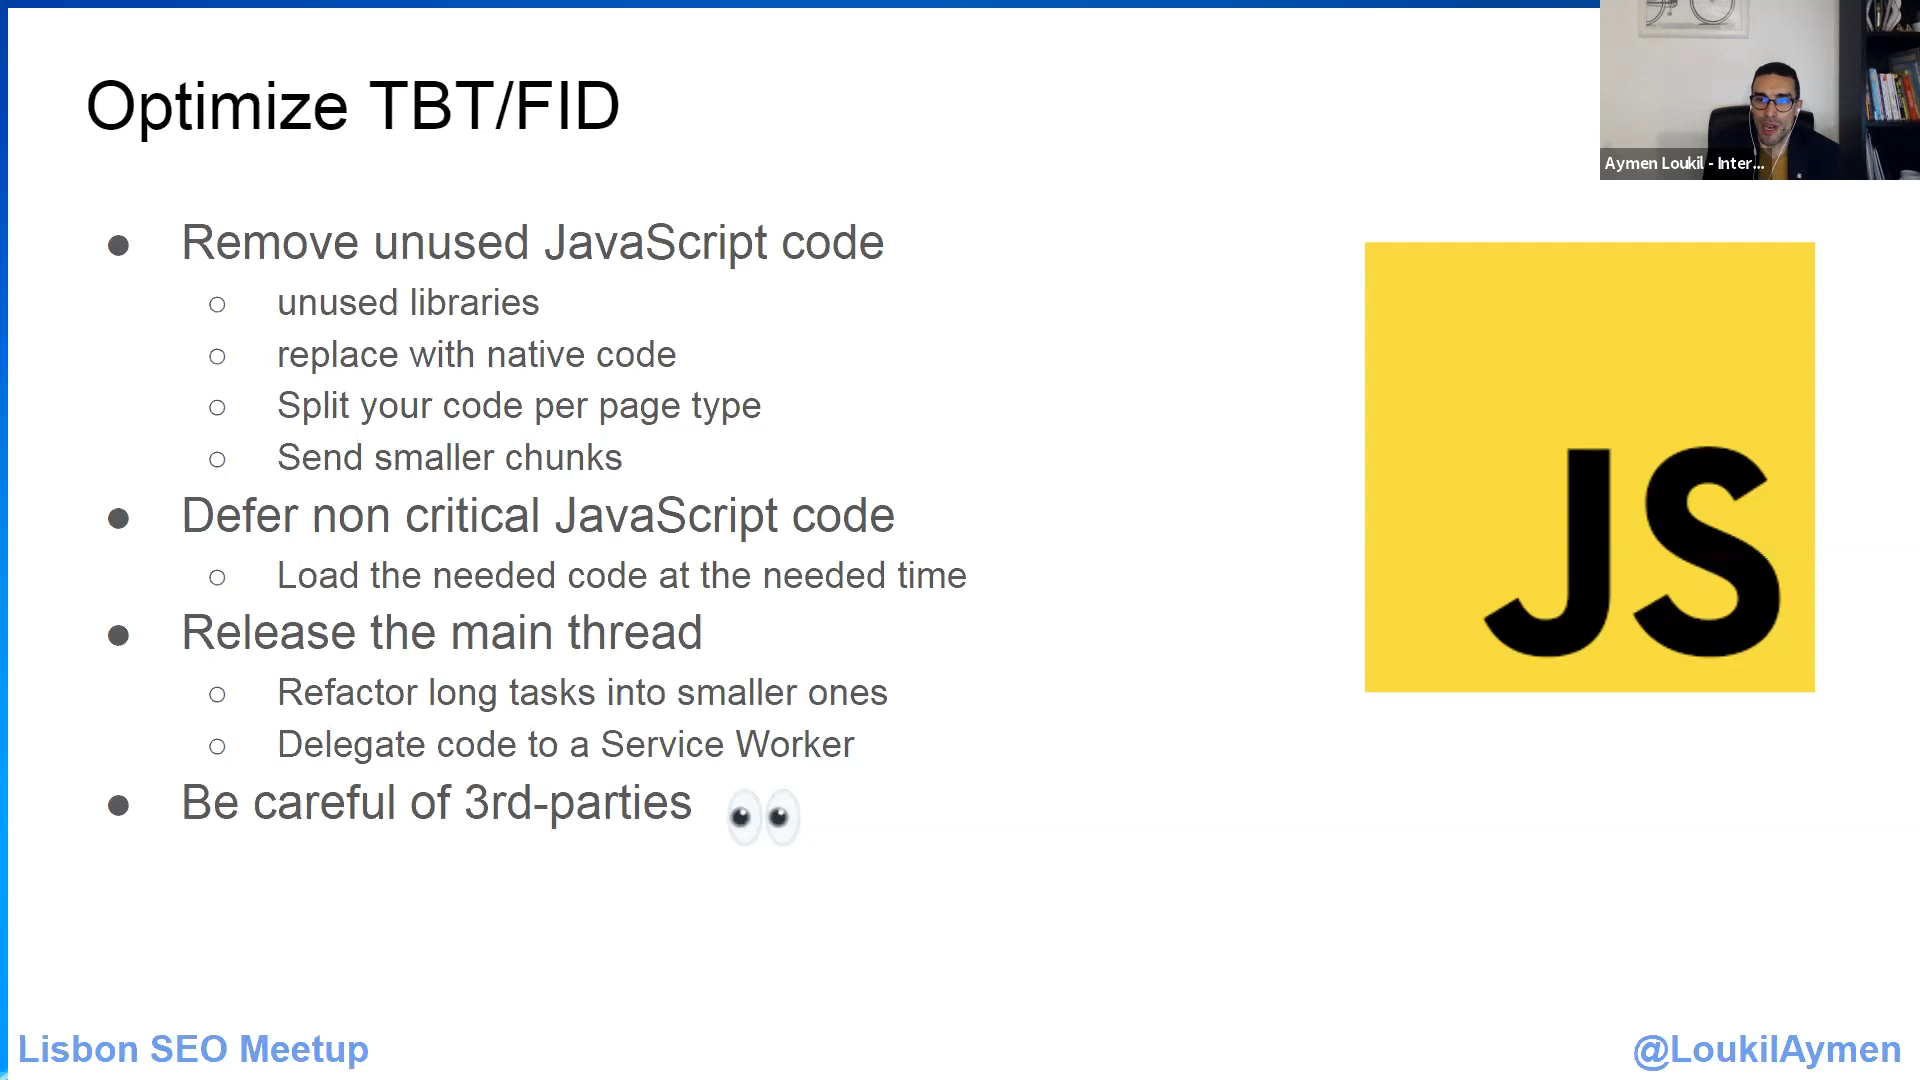 Optimize TBT/FID
Aymen Loukil - Inter...
Remove unused JavaScript code
unused libraries
replace with native code
Split your code per page type
Send smaller chunks
Defer non critical JavaScript code
Load the needed code at the needed time
Release the main thread
Refactor long tasks into smaller ones
Delegate code to a Service Worker
Be careful of 3rd-parties 👀
JS
Lisbon SEO Meetup
@LoukilAymen